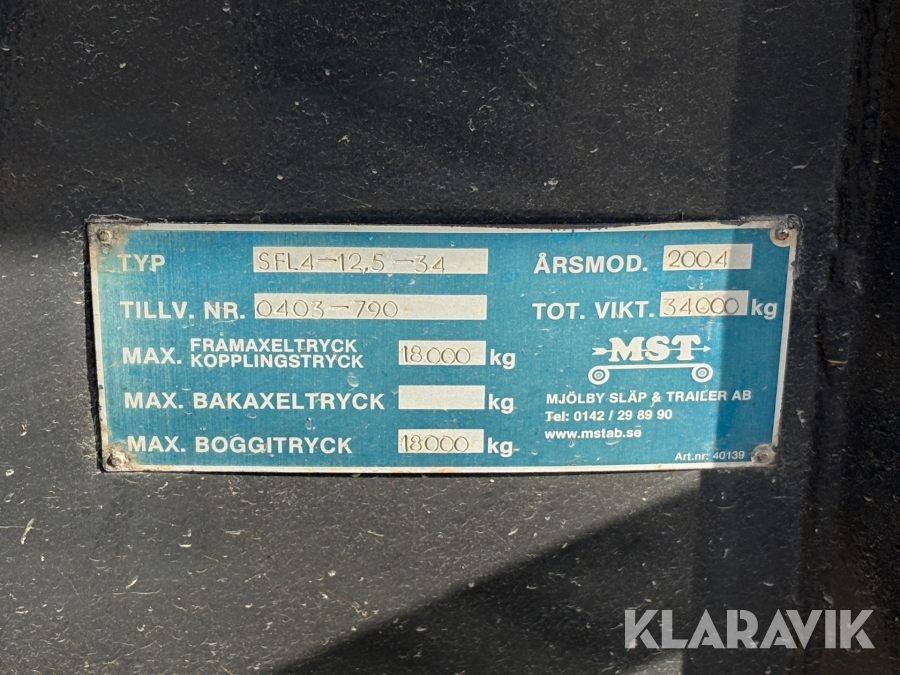 TYP SFL4-12,5-34 ÅRSMOD. 2004
TILLV. NR. 0403-790 TOT. VIKT. 34000 kg
MAX. FRAMAXELTRYCK
KOPPLINGSTRYCK 18000 kg
MAX. BAKAXELTRYCK kg
MAX. BOGGITRYCK 18000 kg
MST
MJÖLBY SLÄP & TRAILER AB
Tel: 0142 / 29 89 90
www.mstab.se
Art.nr: 40139
KLARAVIK